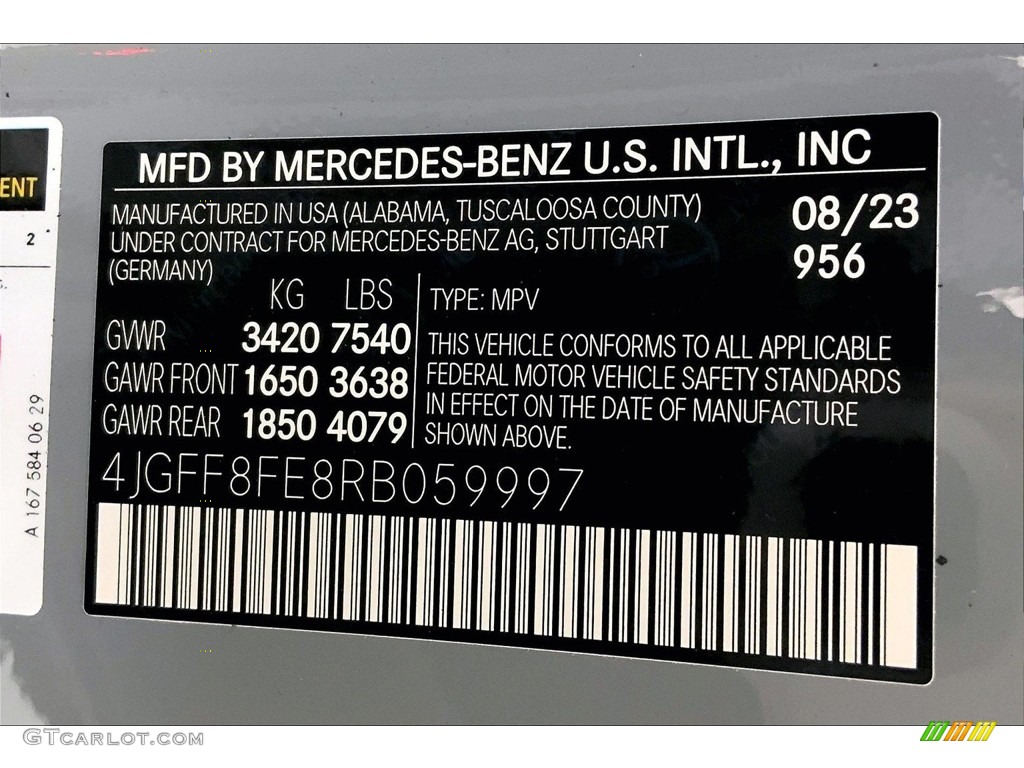 MFD BY MERCEDES-BENZ U.S. INTL., INC
MANUFACTURED IN USA (ALABAMA, TUSCALOOSA COUNTY)
UNDER CONTRACT FOR MERCEDES-BENZ AG, STUTTGART
(GERMANY)
08/23
956
KG LBS
GVWR 3420 7540
GAWR FRONT 1650 3638
GAWR REAR 1850 4079
TYPE: MPV
THIS VEHICLE CONFORMS TO ALL APPLICABLE
FEDERAL MOTOR VEHICLE SAFETY STANDARDS
IN EFFECT ON THE DATE OF MANUFACTURE
SHOWN ABOVE.
4JGFF8FE8RB059997
ENT
2
A 167 584 06 29
GTCARLOT.COM